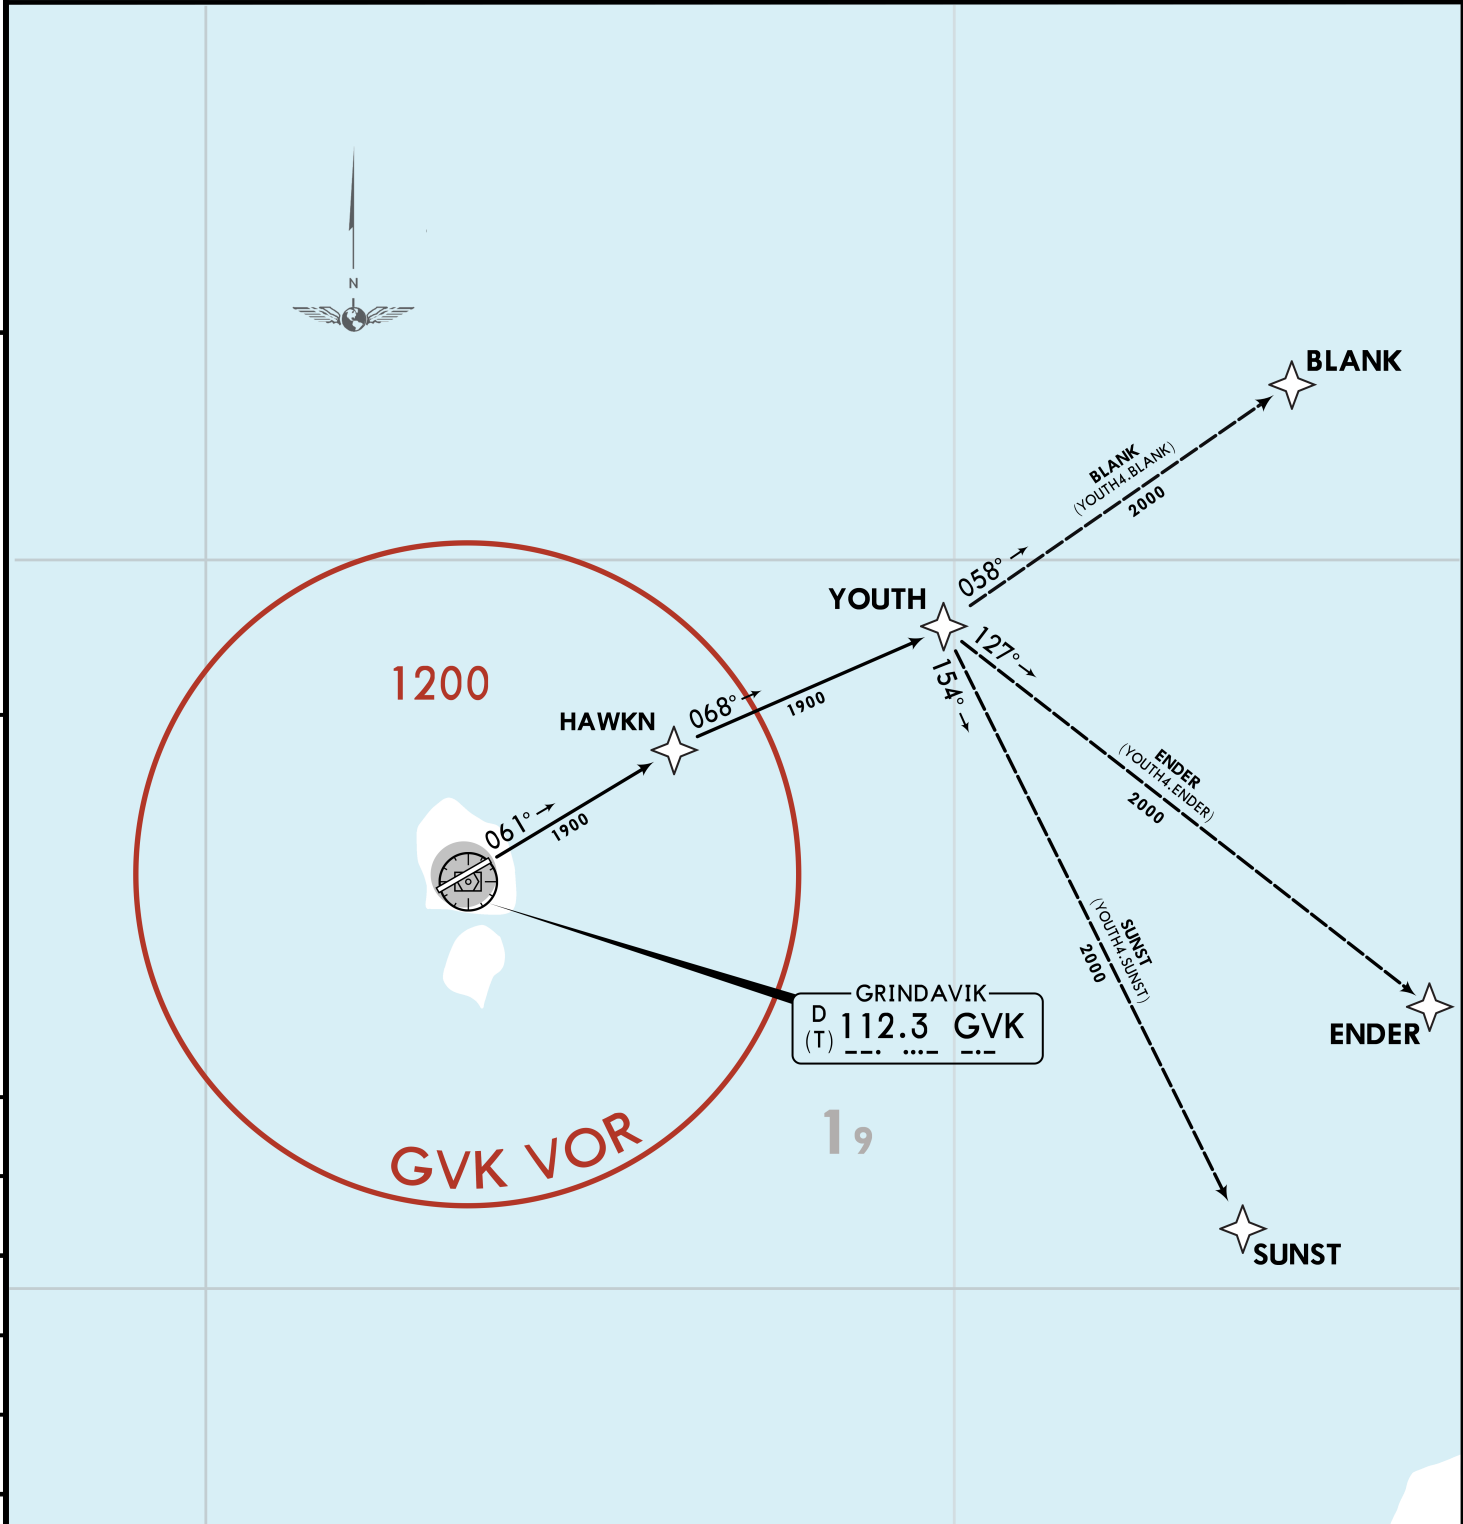 N
BLANK
BLANK
(YOUTH4.BLANK)
2000
058°
YOUTH
127°
154°
1200
068°
1900
HAWKN
ENDER
(YOUTH4.ENDER)
2000
061°
1900
SUNST
(YOUTH4.SUNST)
2000
GRINDAVIK
D
(T)
112.3 GVK
ENDER
19
GVK VOR
SUNST